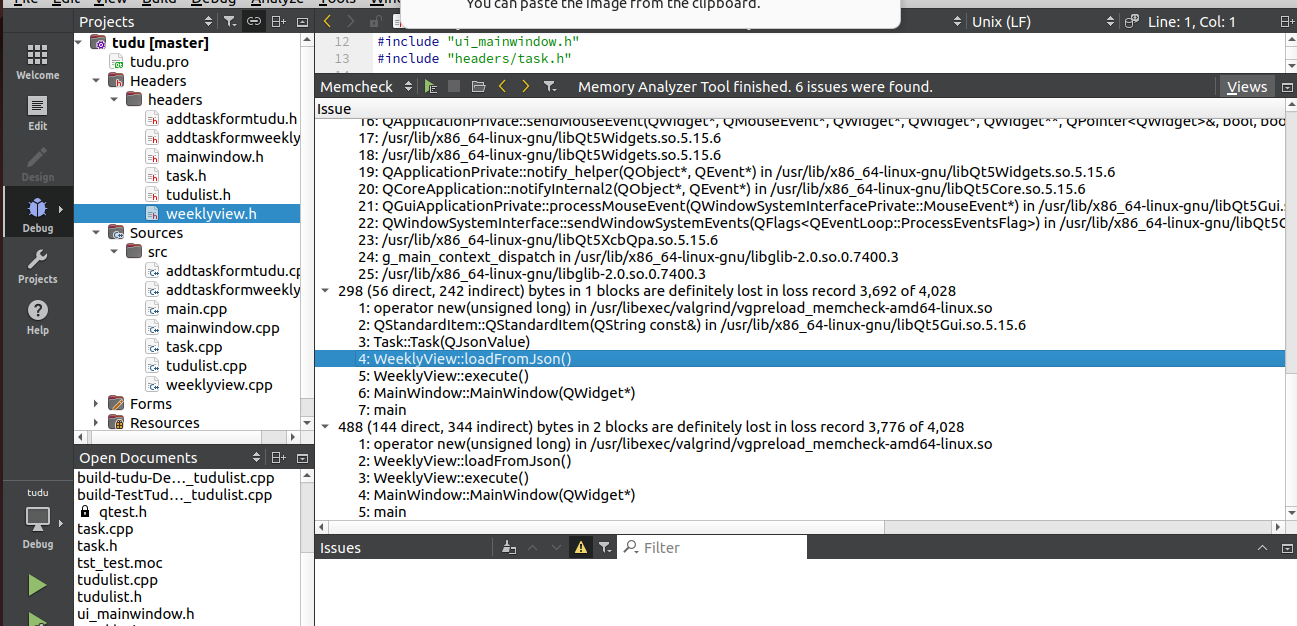 File Edit View Build Debug Analyze Tools
You can paste the image from the clipboard.
Projects
Unix (LF)
Line: 1, Col: 1
Welcome
Edit
Design
Debug
Projects
Help
tudu
Debug
tudu [master]
tudu.pro
Headers
headers
addtaskformtudu.h
addtaskformweekly
mainwindow.h
task.h
tudulist.h
weeklyview.h
Sources
src
addtaskformtudu.cp
addtaskformweekly
main.cpp
mainwindow.cpp
task.cpp
tudulist.cpp
weeklyview.cpp
Forms
Resources
Open Documents
build-tudu-De..._tudulist.cpp
build-TestTud..._tudulist.cpp
qtest.h
task.cpp
task.h
tst_test.moc
tudulist.cpp
tudulist.h
ui_mainwindow.h
12 #include "ui_mainwindow.h"
13 #include "headers/task.h"
Memcheck
Memory Analyzer Tool finished. 6 issues were found.
Views
Issue
16: QApplicationPrivate::sendMouseEvent(QWidget*, QMouseEvent*, QWidget*, QWidget*, QWidget**, QPointer<QWidget>&, bool, boo
17: /usr/lib/x86_64-linux-gnu/libQt5Widgets.so.5.15.6
18: /usr/lib/x86_64-linux-gnu/libQt5Widgets.so.5.15.6
19: QApplicationPrivate::notify_helper(QObject*, QEvent*) in /usr/lib/x86_64-linux-gnu/libQt5Widgets.so.5.15.6
20: QCoreApplication::notifyInternal2(QObject*, QEvent*) in /usr/lib/x86_64-linux-gnu/libQt5Core.so.5.15.6
21: QGuiApplicationPrivate::processMouseEvent(QWindowSystemInterfacePrivate::MouseEvent*) in /usr/lib/x86_64-linux-gnu/libQt5Gui.
22: QWindowSystemInterface::sendWindowSystemEvents(QFlags<QEventLoop::ProcessEventsFlag>) in /usr/lib/x86_64-linux-gnu/libQt5G
23: /usr/lib/x86_64-linux-gnu/libQt5XcbQpa.so.5.15.6
24: g_main_context_dispatch in /usr/lib/x86_64-linux-gnu/libglib-2.0.so.0.7400.3
25: /usr/lib/x86_64-linux-gnu/libglib-2.0.so.0.7400.3
298 (56 direct, 242 indirect) bytes in 1 blocks are definitely lost in loss record 3,692 of 4,028
1: operator new(unsigned long) in /usr/libexec/valgrind/vgpreload_memcheck-amd64-linux.so
2: QStandardItem::QStandardItem(QString const&) in /usr/lib/x86_64-linux-gnu/libQt5Gui.so.5.15.6
3: Task::Task(QJsonValue)
4: WeeklyView::loadFromJson()
5: WeeklyView::execute()
6: MainWindow::MainWindow(QWidget*)
7: main
488 (144 direct, 344 indirect) bytes in 2 blocks are definitely lost in loss record 3,776 of 4,028
1: operator new(unsigned long) in /usr/libexec/valgrind/vgpreload_memcheck-amd64-linux.so
2: WeeklyView::loadFromJson()
3: WeeklyView::execute()
4: MainWindow::MainWindow(QWidget*)
5: main
Issues
Filter